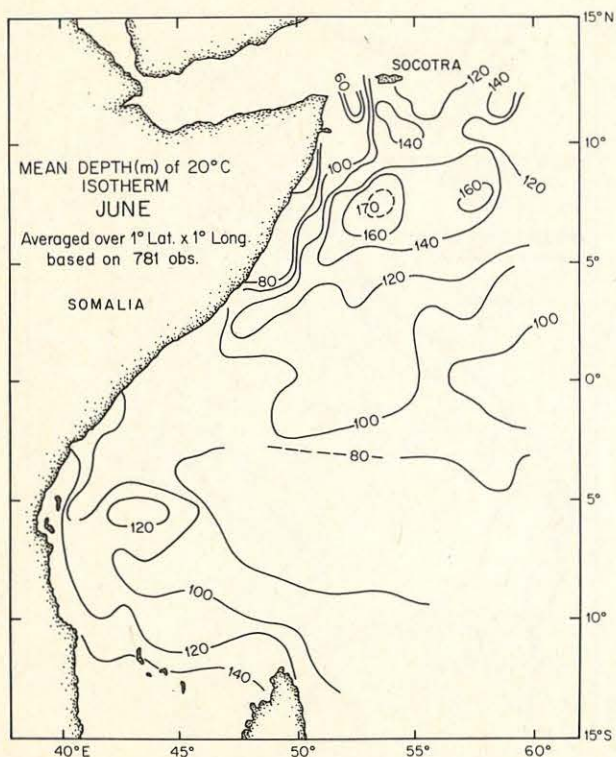 15°N
SOCOTRA
60
120
140
140
100
120
MEAN DEPTH(m) of 20°C
ISOTHERM
JUNE
10°
170
160
160
Averaged over 1° Lat. x 1° Long.
based on 781 obs.
140
120
80
5°
SOMALIA
100
0°
100
80
5°
120
100
10°
120
140
15°S
40°E
45°
50°
55°
60°